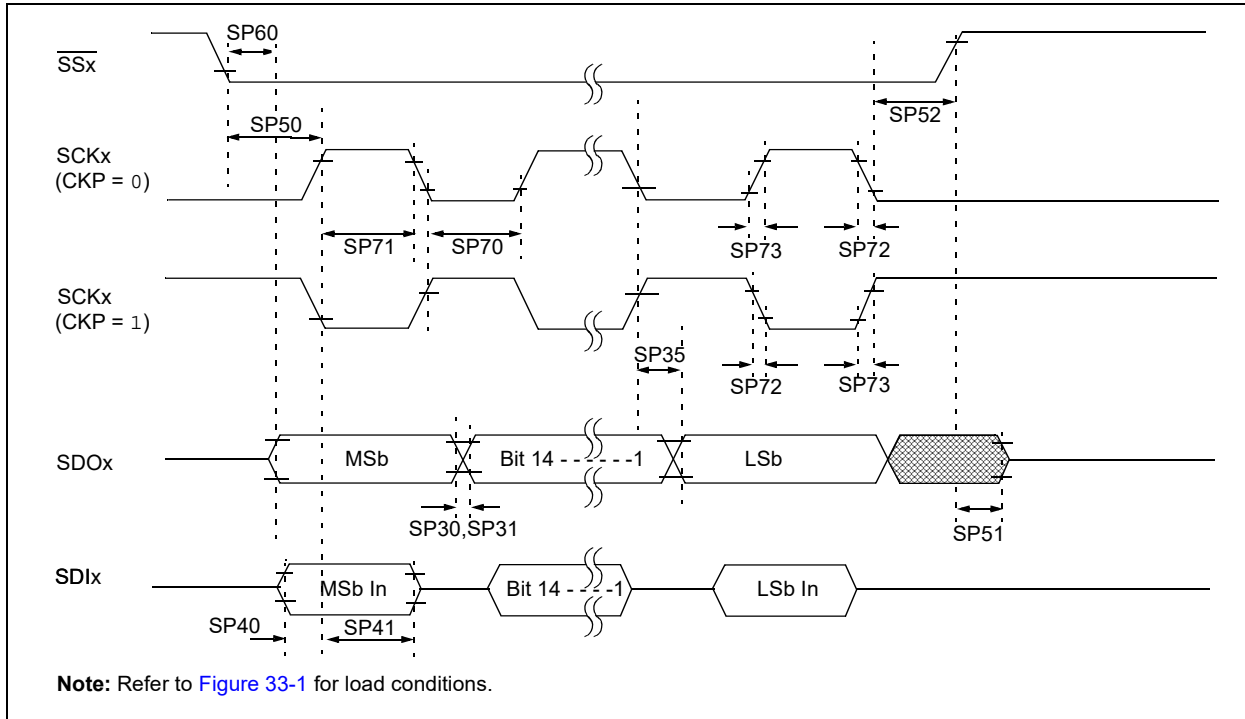 SP60
SSx
SP50
SP52
SCKx
(CKP = 0)
SP71
SP70
SP73
SP72
SCKx
(CKP = 1)
SP35
SP72
SP73
SDOx
MSb
Bit 14 - - - - - -1
LSb
SP30,SP31
SP51
SDIx
MSb In
Bit 14 - - - -1
LSb In
SP40
SP41
Note: Refer to Figure 33-1 for load conditions.